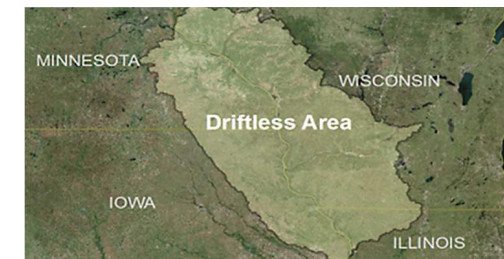 MINNESOTA
WISCONSIN
Driftless Area
IOWA
ILLINOIS